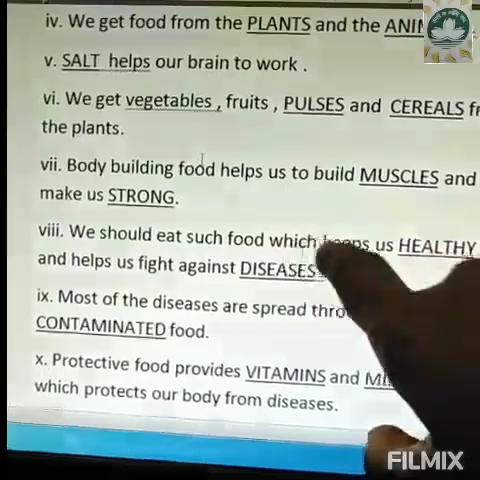 iv. We get food from the PLANTS and the
v. SALT helps our brain to work .
vi. We get vegetables , fruits , PULSES and CEREALS
the plants.
vii. Body building food helps us to build MUSCLES and
make us STRONG.
viii. We should eat such food which keeps us HEALTHY
and helps us fight against DISEASES
ix. Most of the diseases are spread
CONTAMINATED food.
x. Protective food provides VITAMINS and
which protects our body from diseases.
FILMIX